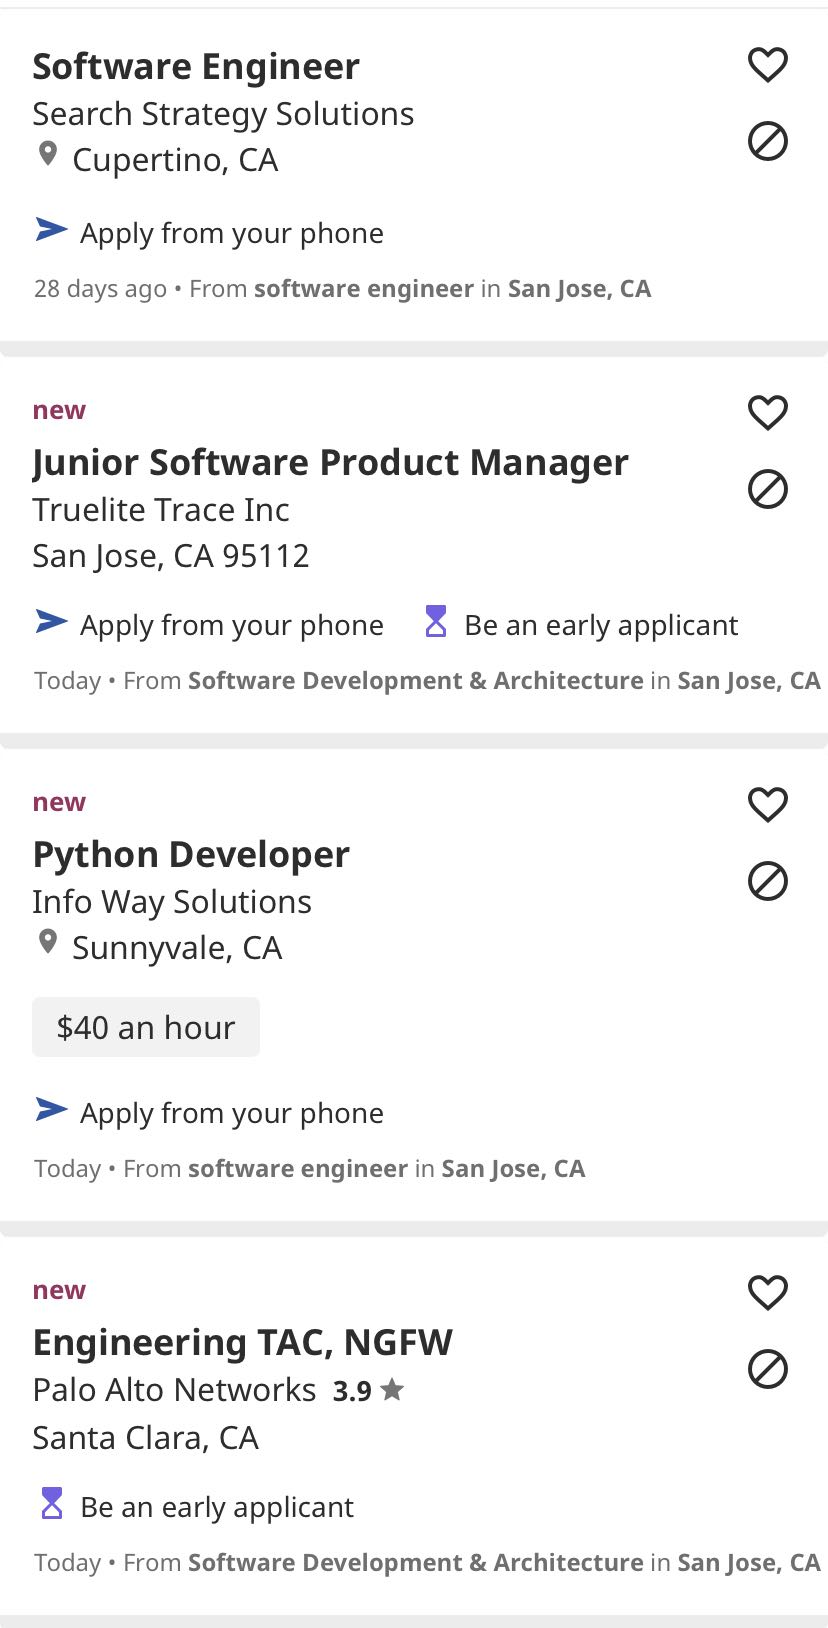 Software Engineer
Search Strategy Solutions
Cupertino, CA
Apply from your phone
28 days ago • From software engineer in San Jose, CA
new
Junior Software Product Manager
Truelite Trace Inc
San Jose, CA 95112
Apply from your phone Be an early applicant
Today • From Software Development & Architecture in San Jose, CA
new
Python Developer
Info Way Solutions
Sunnyvale, CA
$40 an hour
Apply from your phone
Today • From software engineer in San Jose, CA
new
Engineering TAC, NGFW
Palo Alto Networks 3.9 ★
Santa Clara, CA
Be an early applicant
Today • From Software Development & Architecture in San Jose, CA